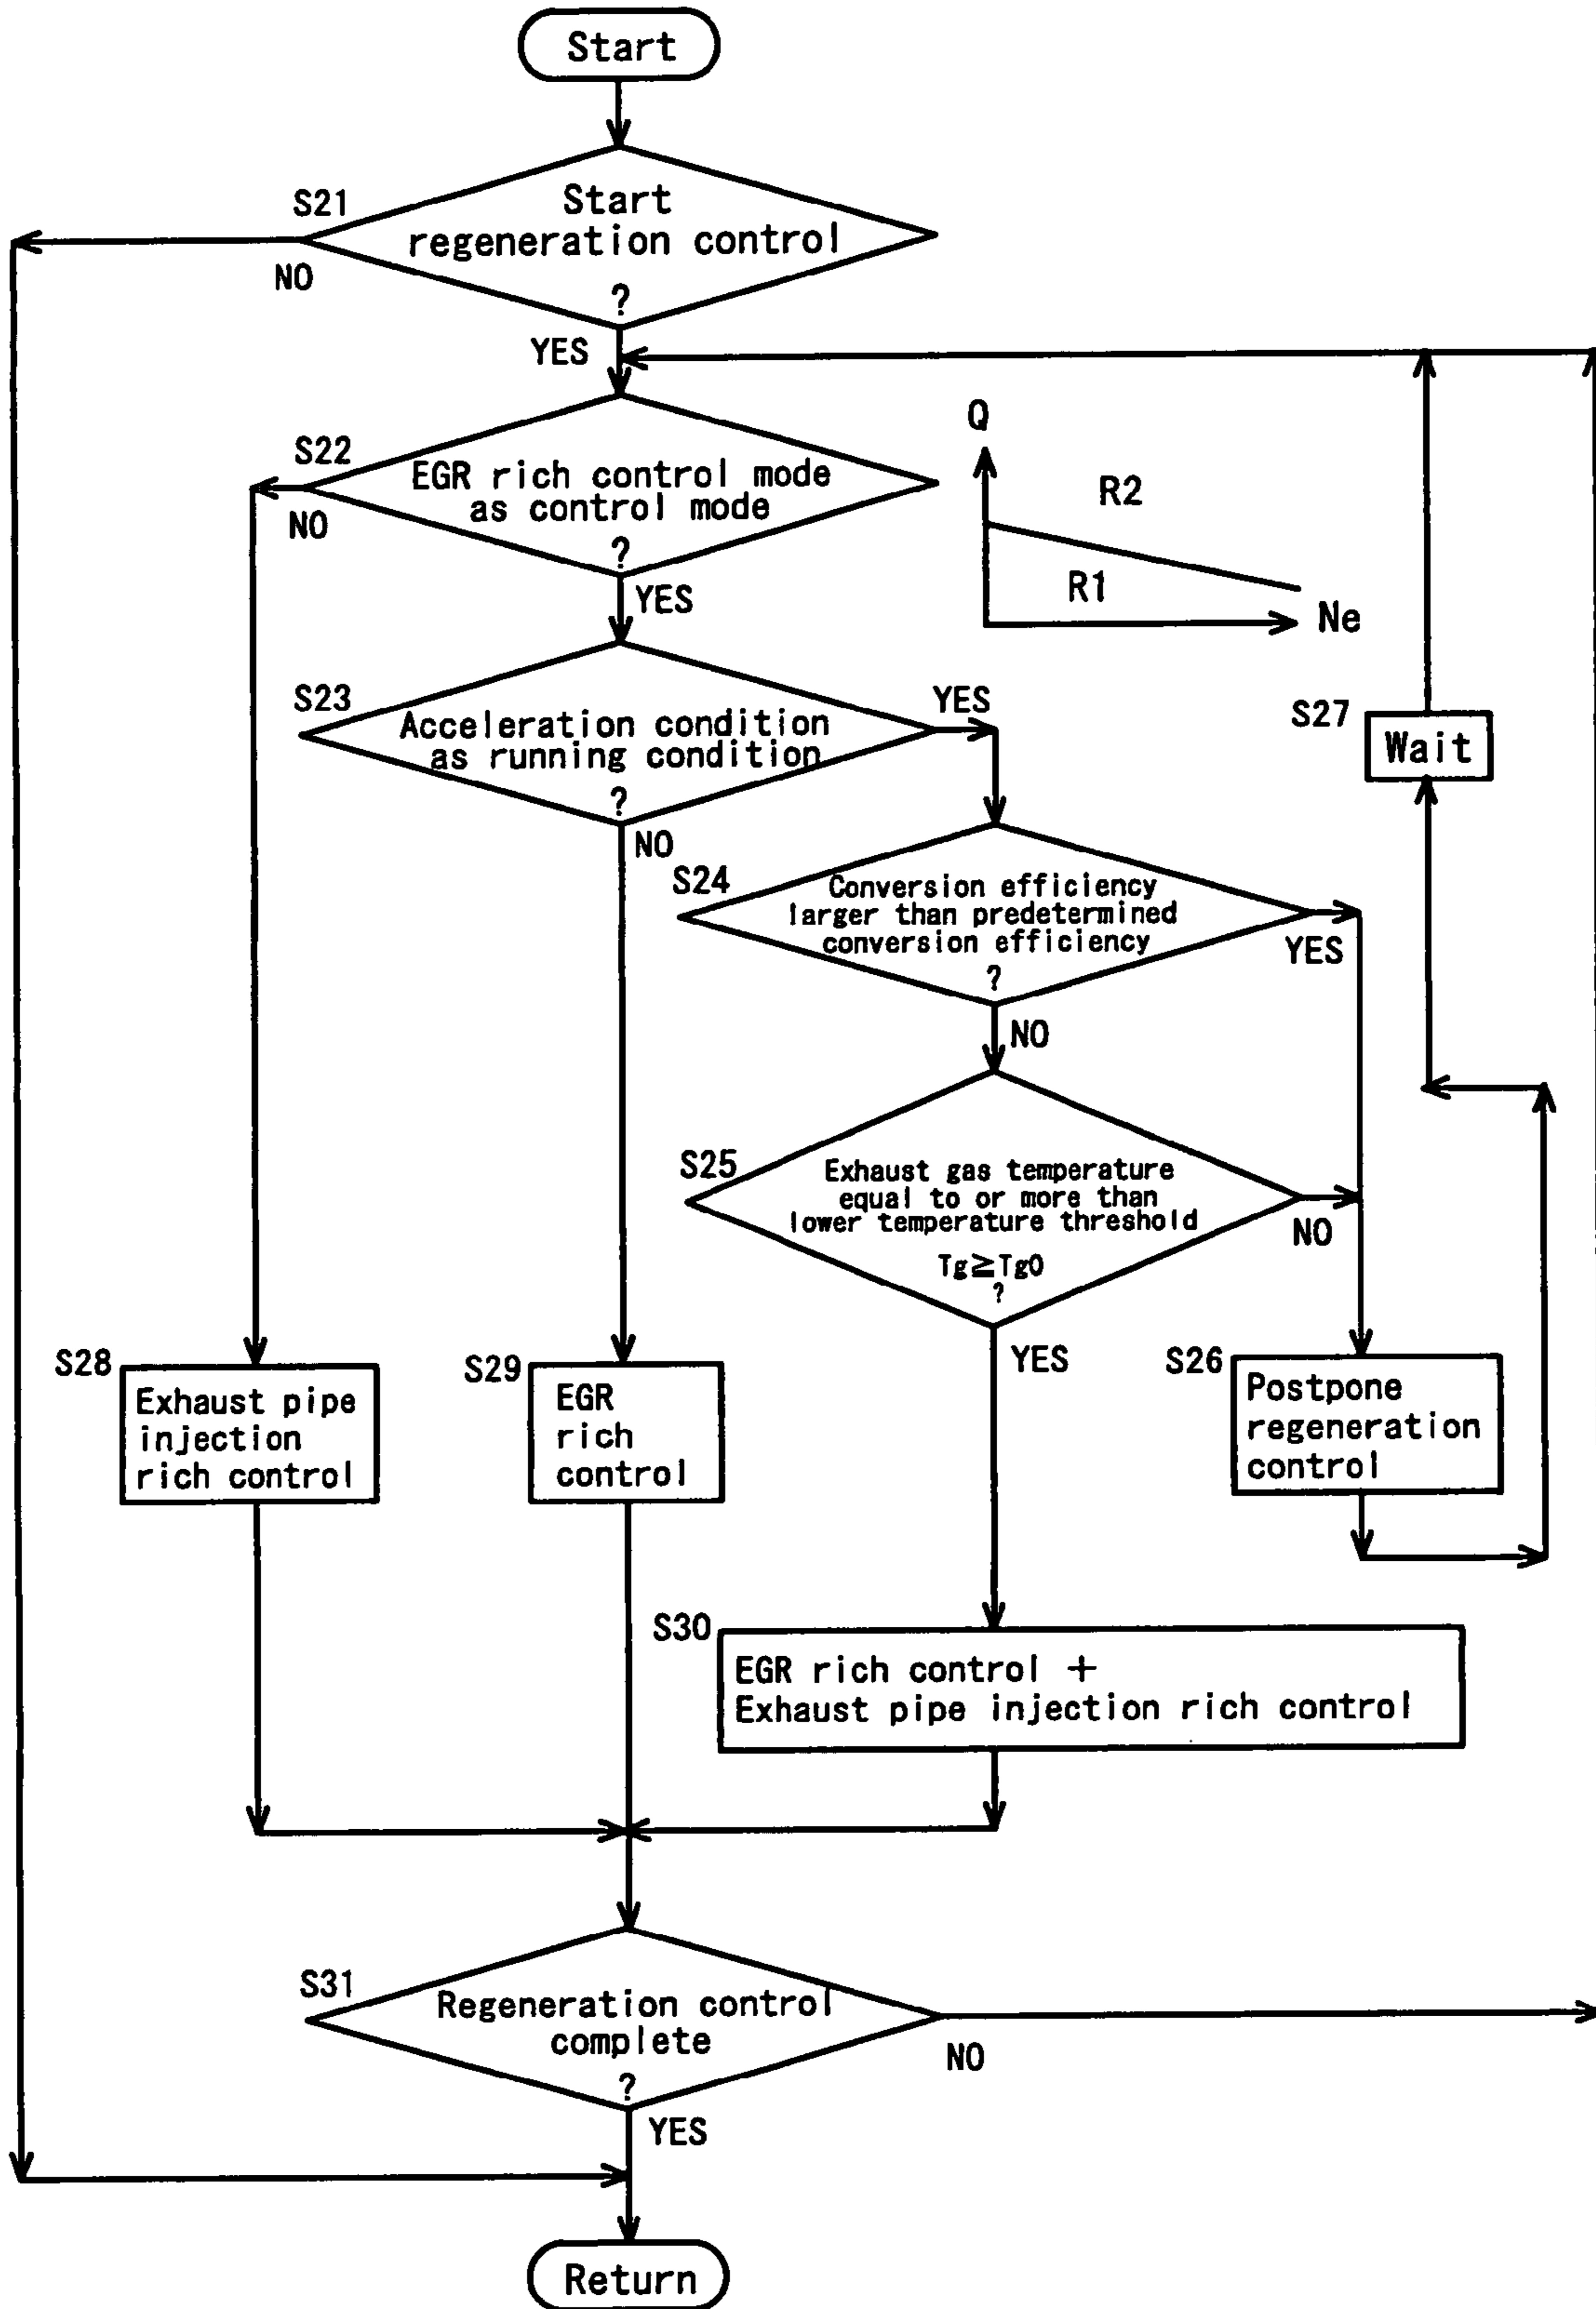 Start
S21
Start
regeneration control
?
NO
YES
S22
EGR rich control mode
as control mode
?
NO
YES
Q
R2
R1
Ne
S23
Acceleration condition
as running condition
?
YES
NO
S27
Wait
S24
Conversion efficiency
larger than predetermined
conversion efficiency
?
YES
NO
S25
Exhaust gas temperature
equal to or more than
lower temperature threshold
Tg≧Tg0
?
NO
YES
S28
Exhaust pipe
injection
rich control
S29
EGR
rich
control
S26
Postpone
regeneration
control
S30
EGR rich control +
Exhaust pipe injection rich control
S31
Regeneration control
complete
?
NO
YES
Return